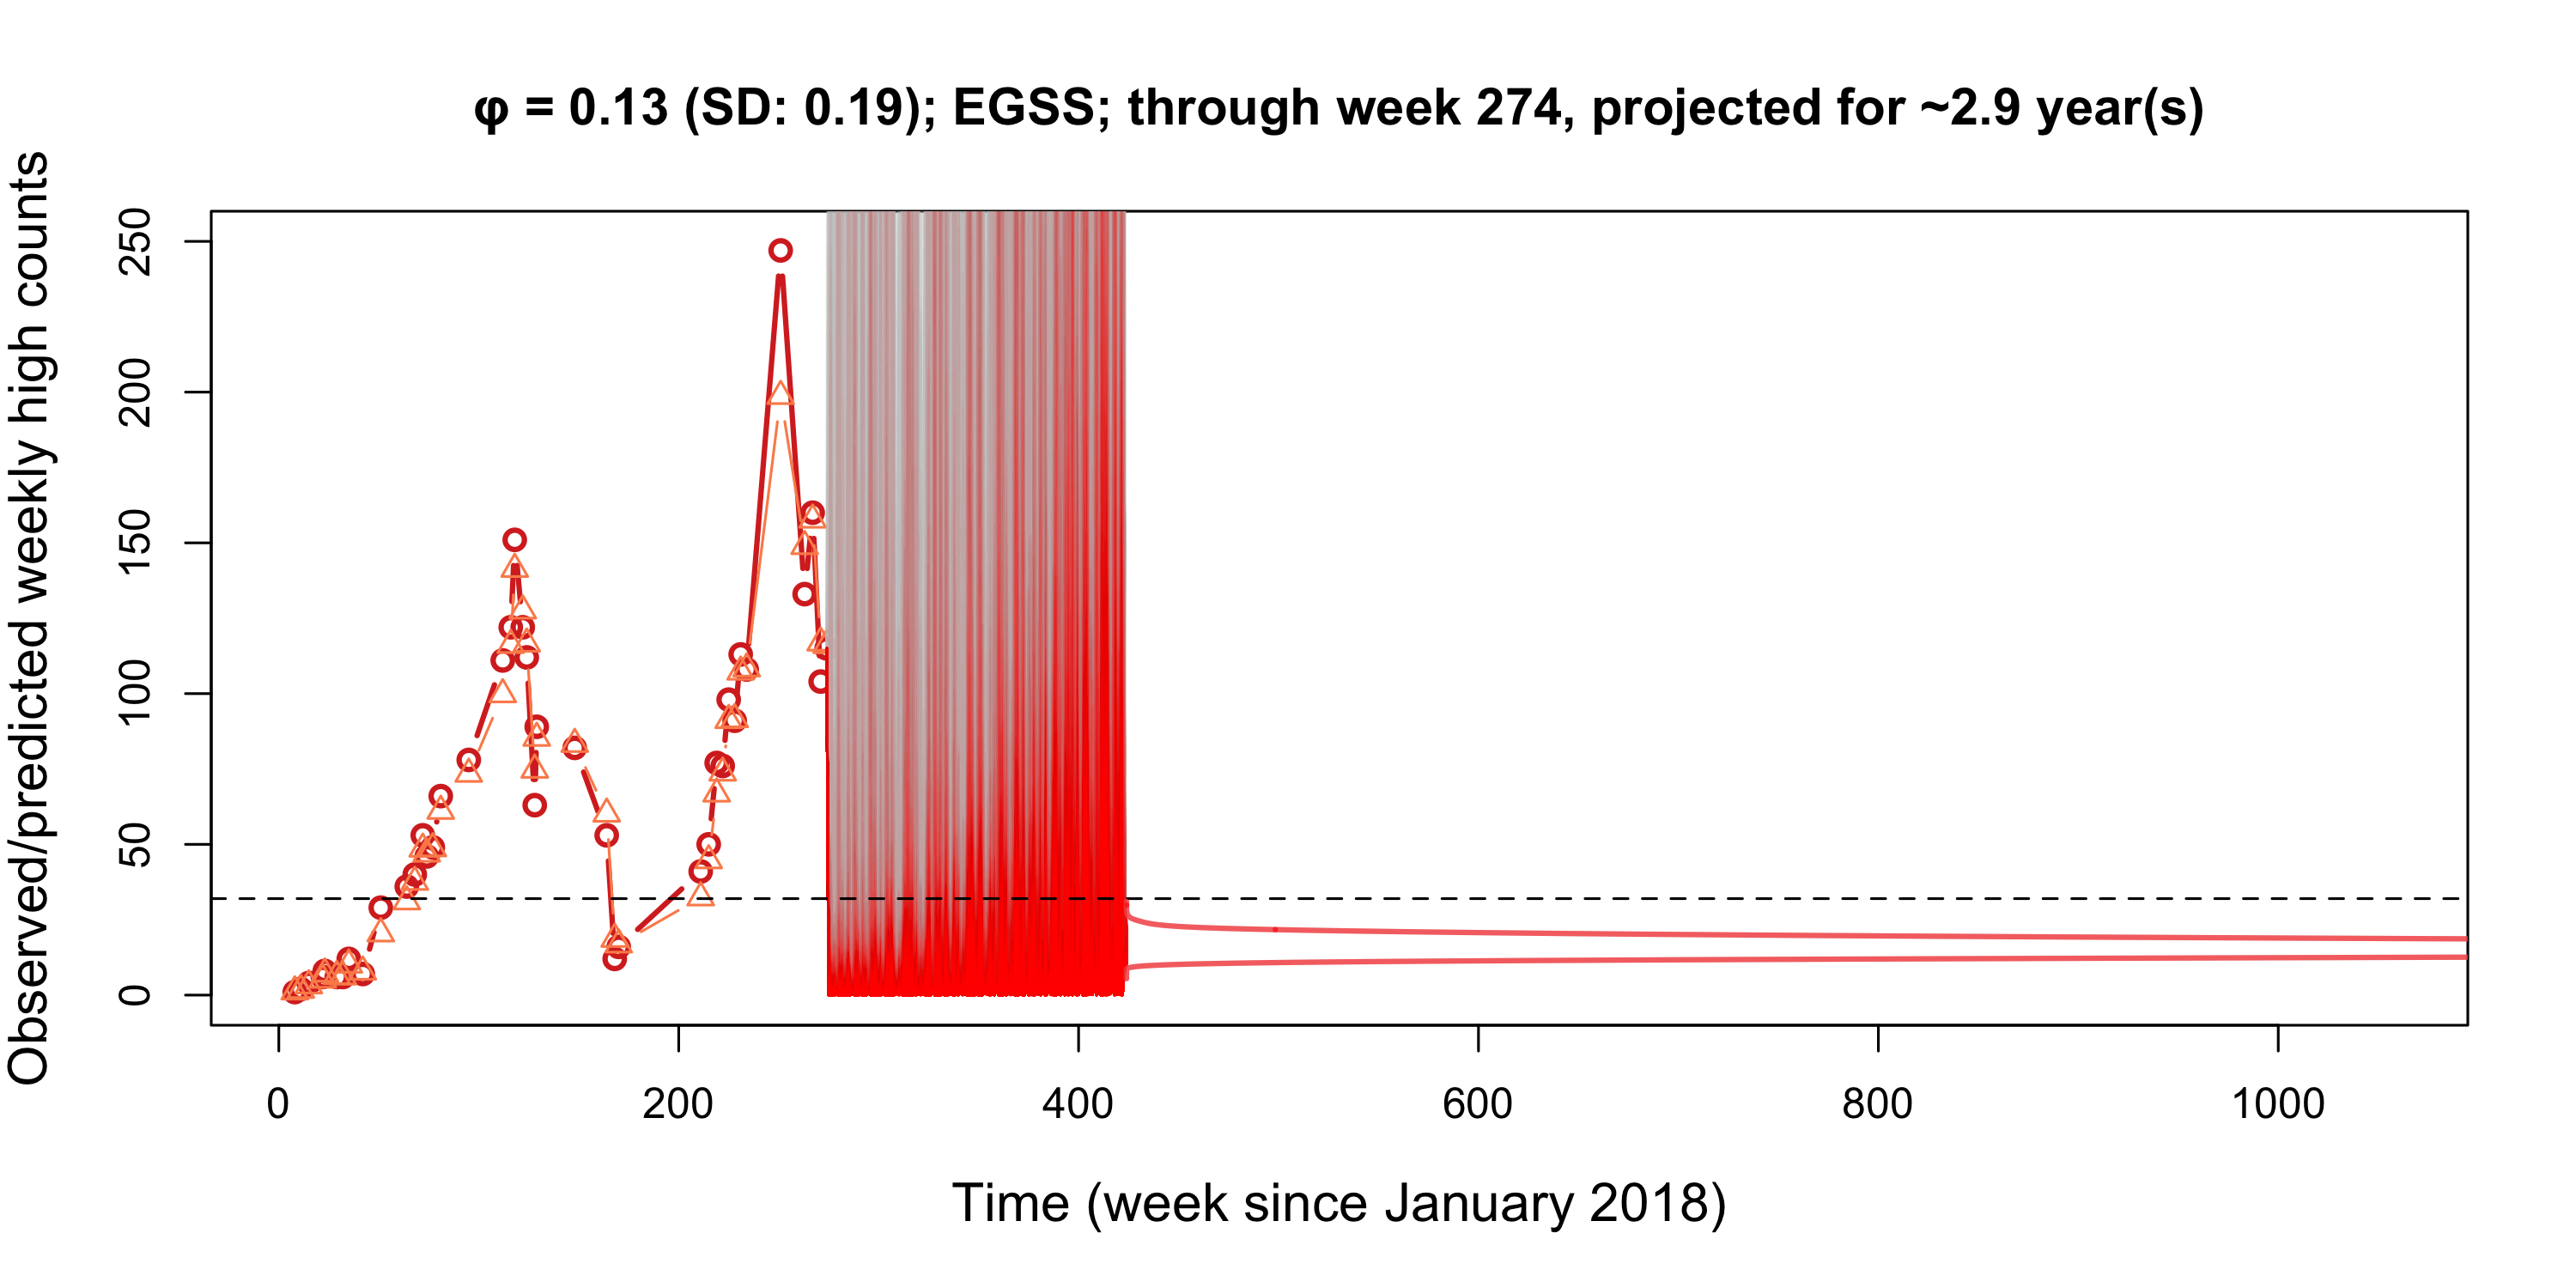 φ = 0.13 (SD: 0.19); EGSS; through week 274, projected for ~2.9 year(s)
Observed/predicted weekly high counts
250
200
150
100
50
0
0 200 400 600 800 1000
Time (week since January 2018)